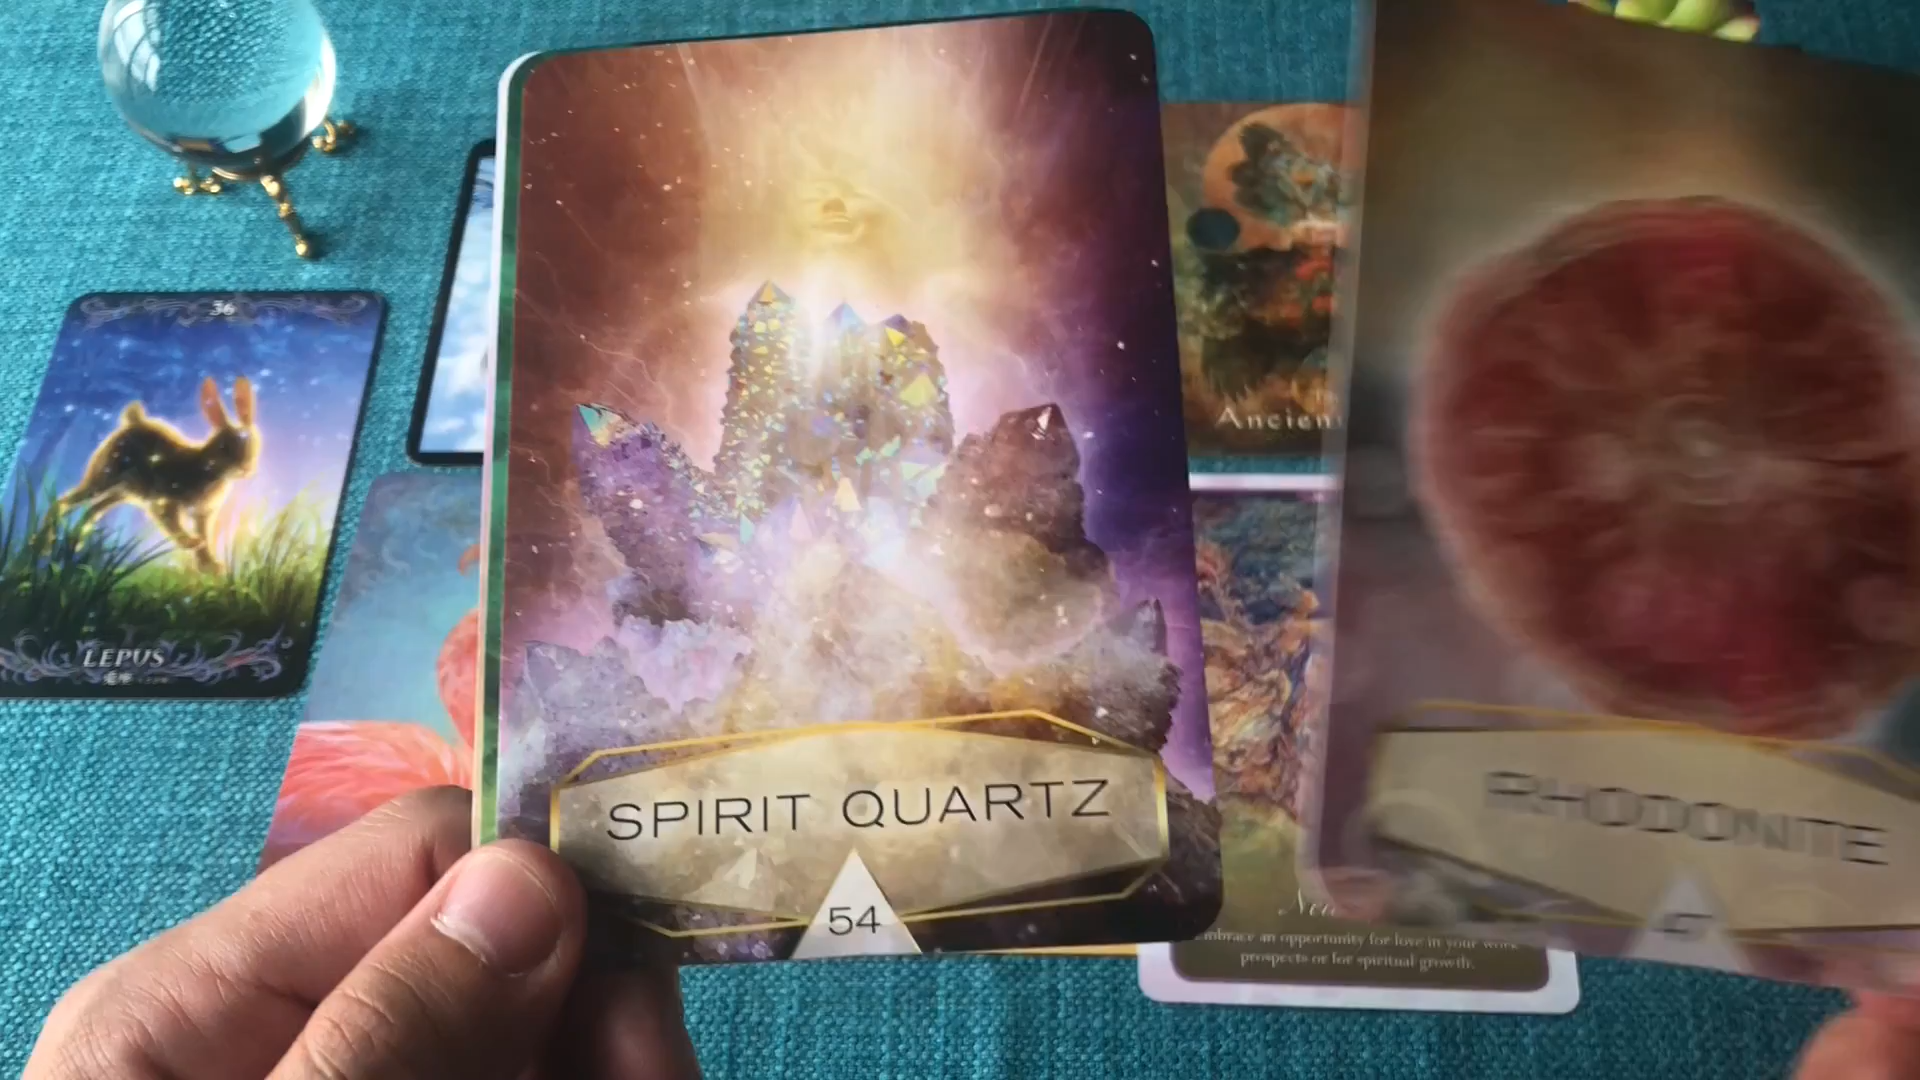 36
LEPUS
Ancien
SPIRIT QUARTZ
54
RHODONITE
embrace an opportunity for love in your work
prospects or for spiritual growth.